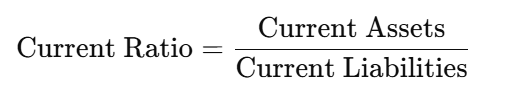 Current Ratio = Current Assets / Current Liabilities